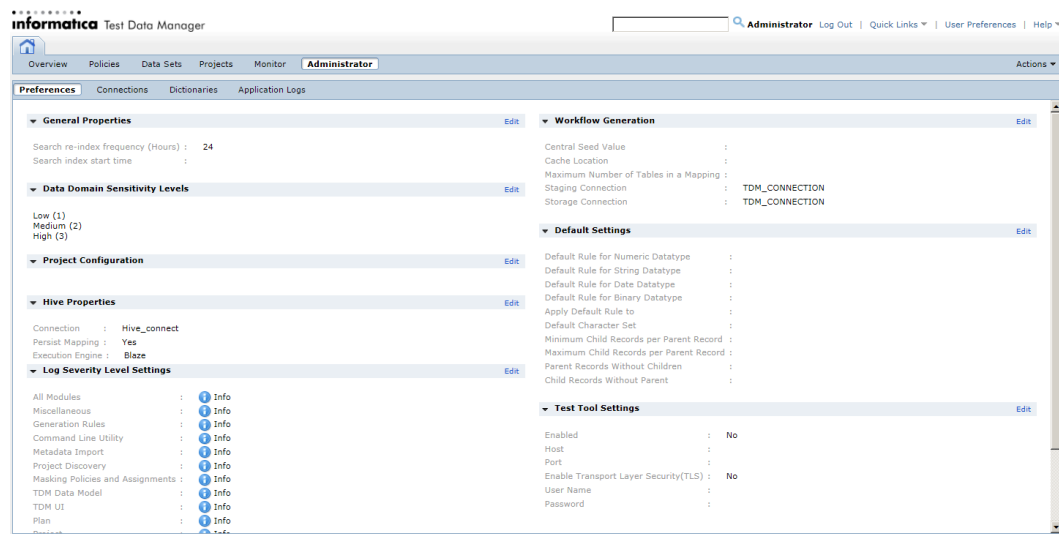 informatica Test Data Manager
Administrator Log Out | Quick Links | User Preferences | Help
Overview Policies Data Sets Projects Monitor Administrator Actions
Preferences Connections Dictionaries Application Logs
General Properties Edit
Search re-index frequency (Hours) : 24
Search index start time :
Data Domain Sensitivity Levels Edit
Low (1)
Medium (2)
High (3)
Project Configuration Edit
Hive Properties Edit
Connection : Hive_connect
Persist Mapping : Yes
Execution Engine : Blaze
Log Severity Level Settings Edit
All Modules : Info
Miscellaneous : Info
Generation Rules : Info
Command Line Utility : Info
Metadata Import : Info
Project Discovery : Info
Masking Policies and Assignments : Info
TDM Data Model : Info
TDM UI : Info
Plan : Info
Project : Info
Workflow Generation Edit
Central Seed Value :
Cache Location :
Maximum Number of Tables in a Mapping :
Staging Connection : TDM_CONNECTION
Storage Connection : TDM_CONNECTION
Default Settings Edit
Default Rule for Numeric Datatype :
Default Rule for String Datatype :
Default Rule for Date Datatype :
Default Rule for Binary Datatype :
Apply Default Rule to :
Default Character Set :
Minimum Child Records per Parent Record :
Maximum Child Records per Parent Record :
Parent Records Without Children :
Child Records Without Parent :
Test Tool Settings Edit
Enabled : No
Host :
Port :
Enable Transport Layer Security(TLS) : No
User Name :
Password :